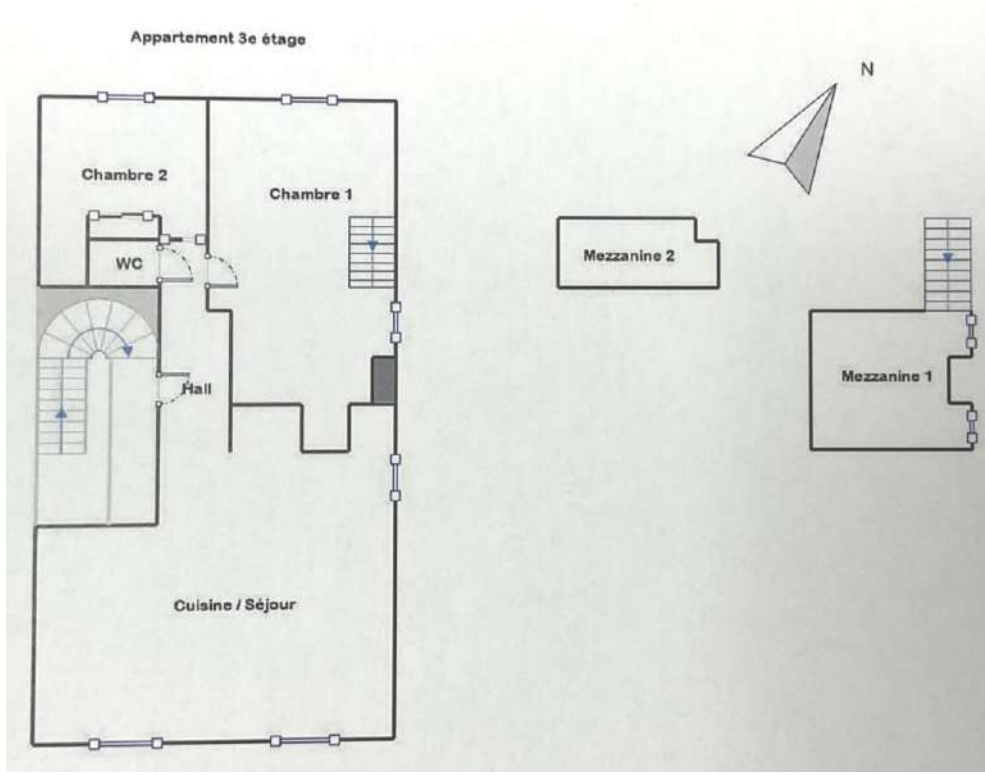 Appartement 3e étage
N
Chambre 2
Chambre 1
WC
Mezzanine 2
Hall
Mezzanine 1
Cuisine / Séjour